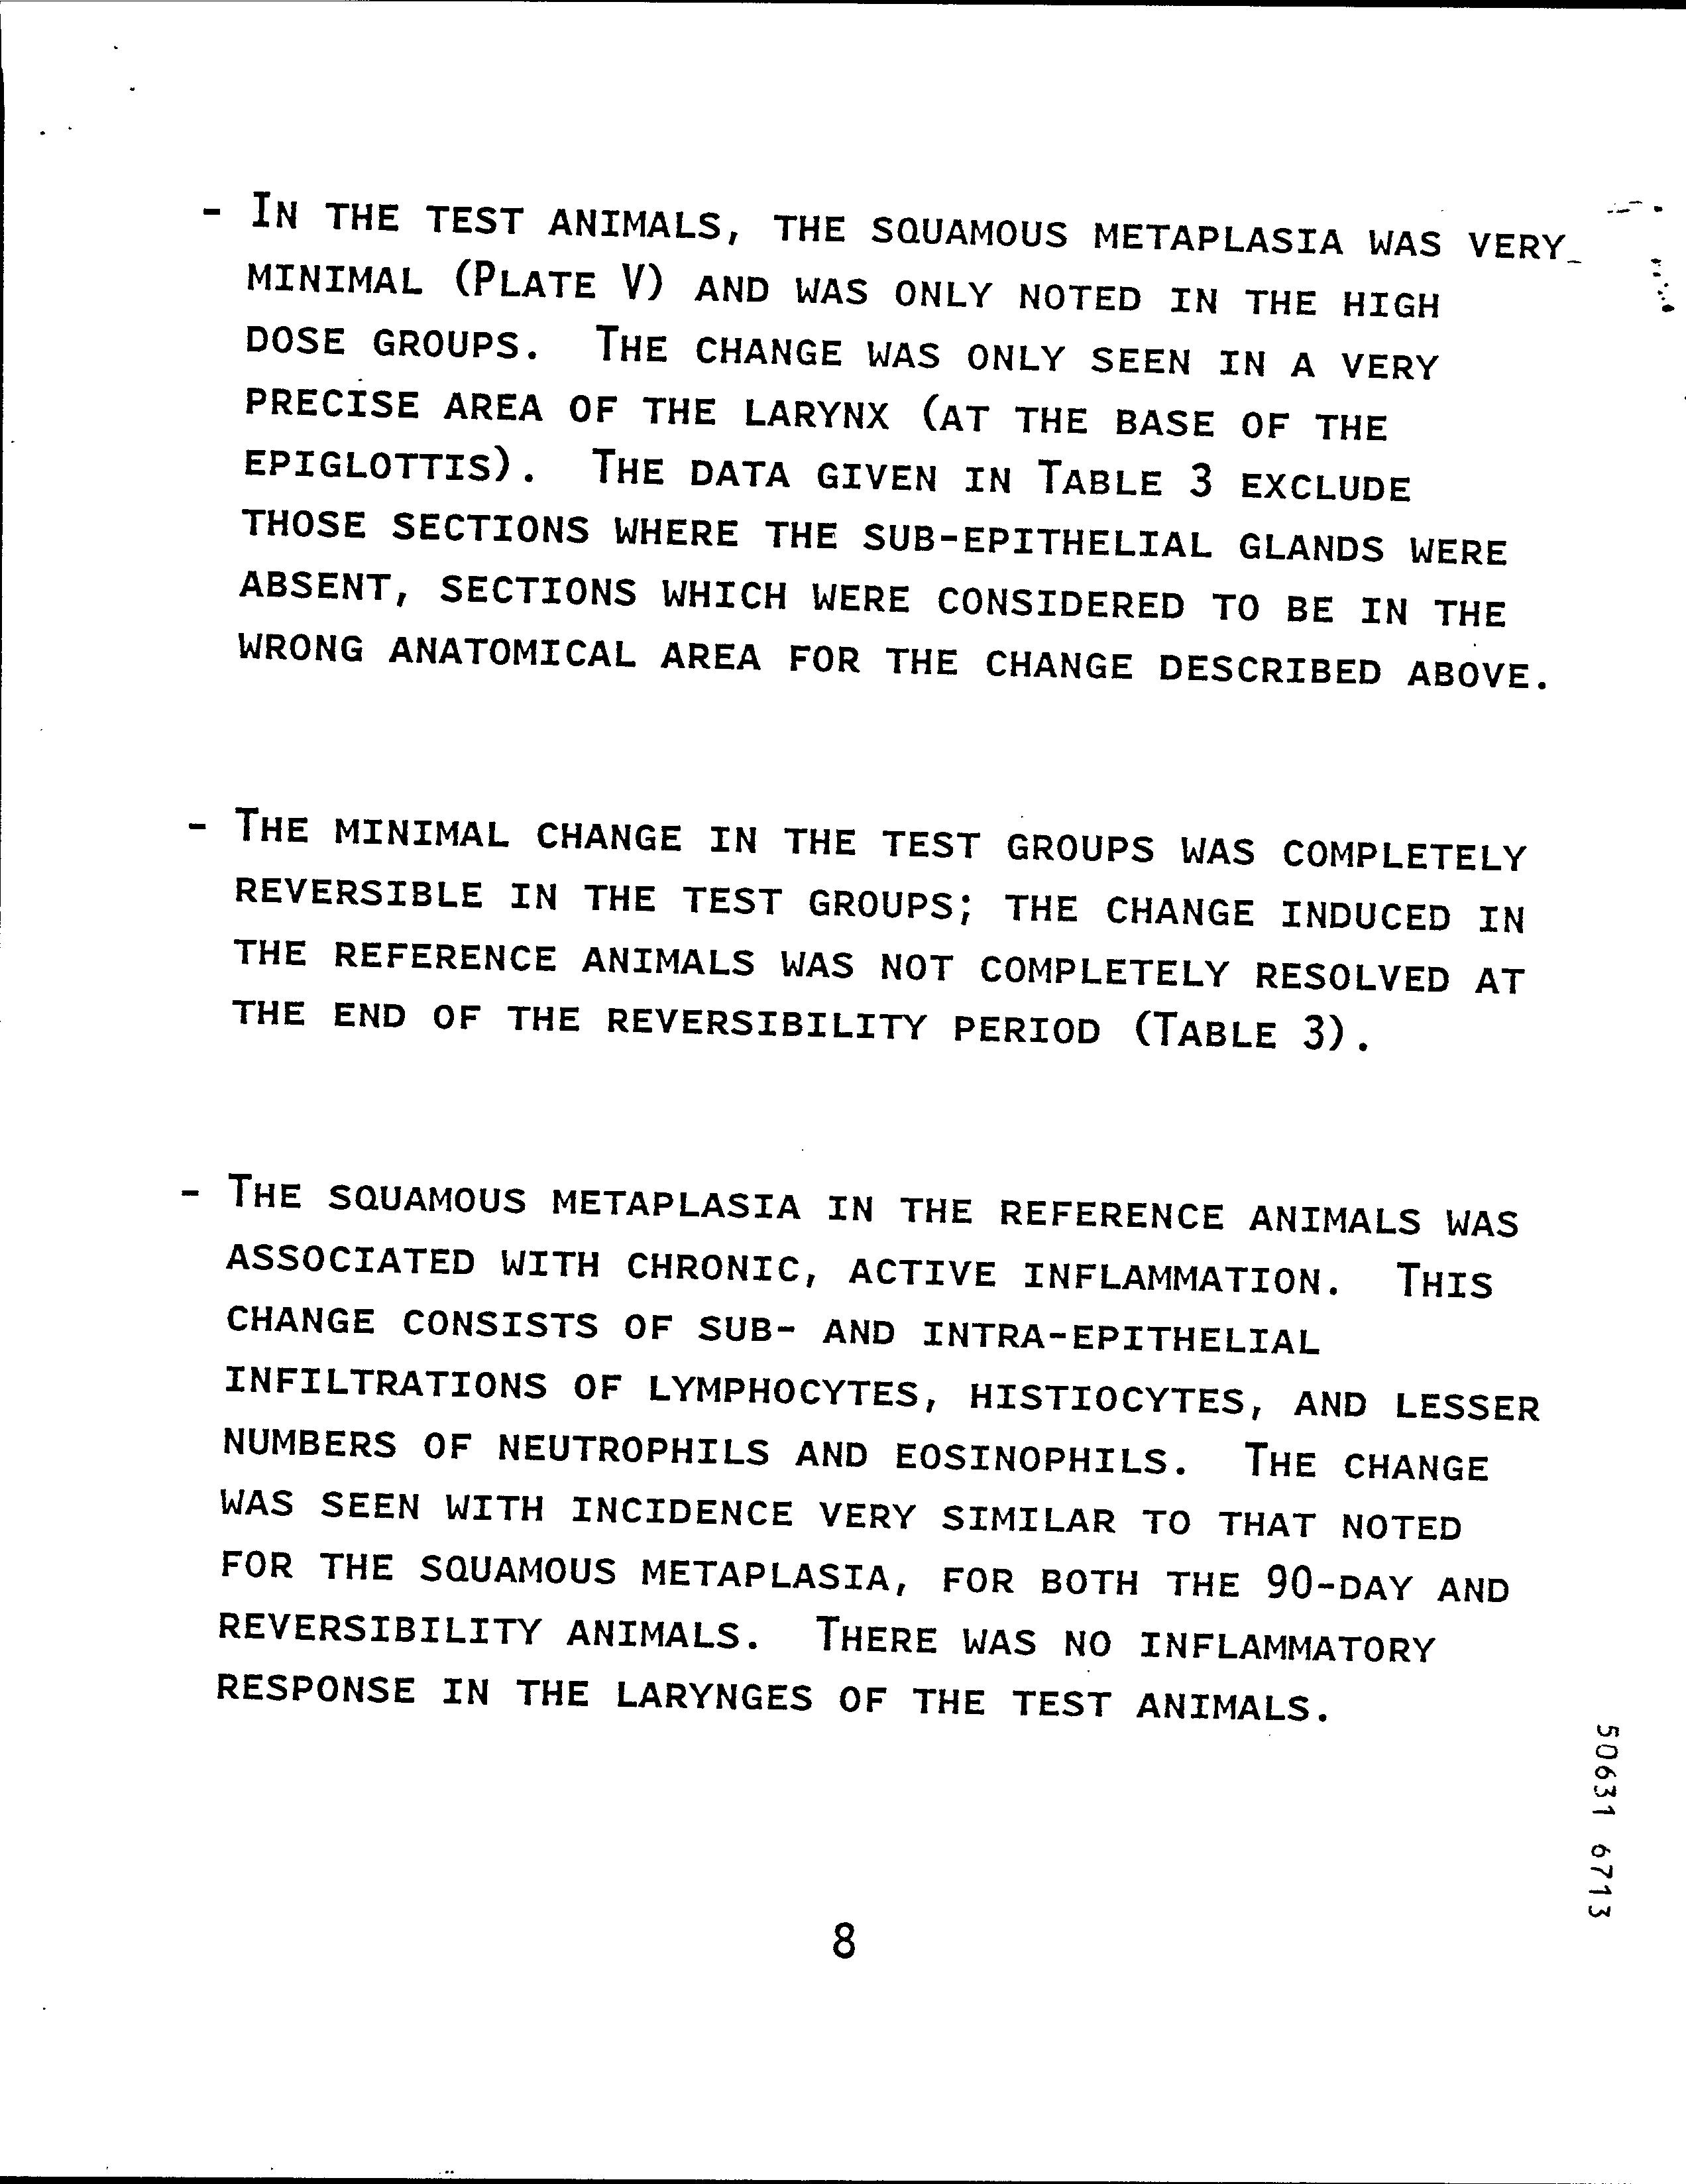 - In the test animals, the squamous metaplasia was very
minimal (Plate V) and was only noted in the high
dose groups. The change was only seen in a very
precise area of the larynx (at the base of the
epiglottis). The data given in Table 3 exclude
those sections where the sub-epithelial glands were
absent, sections which were considered to be in the
wrong anatomical area for the change described above.
- The minimal change in the test groups was completely
reversible in the test groups; the change induced in
the reference animals was not completely resolved at
the end of the reversibility period (Table 3).
- The squamous metaplasia in the reference animals was
associated with chronic, active inflammation. This
change consists of sub- and intra-epithelial
infiltrations of lymphocytes, histiocytes, and lesser
numbers of neutrophils and eosinophils. The change
was seen with incidence very similar to that noted
for the squamous metaplasia, for both the 90-day and
reversibility animals. There was no inflammatory
response in the larynges of the test animals.
50631 6713
8